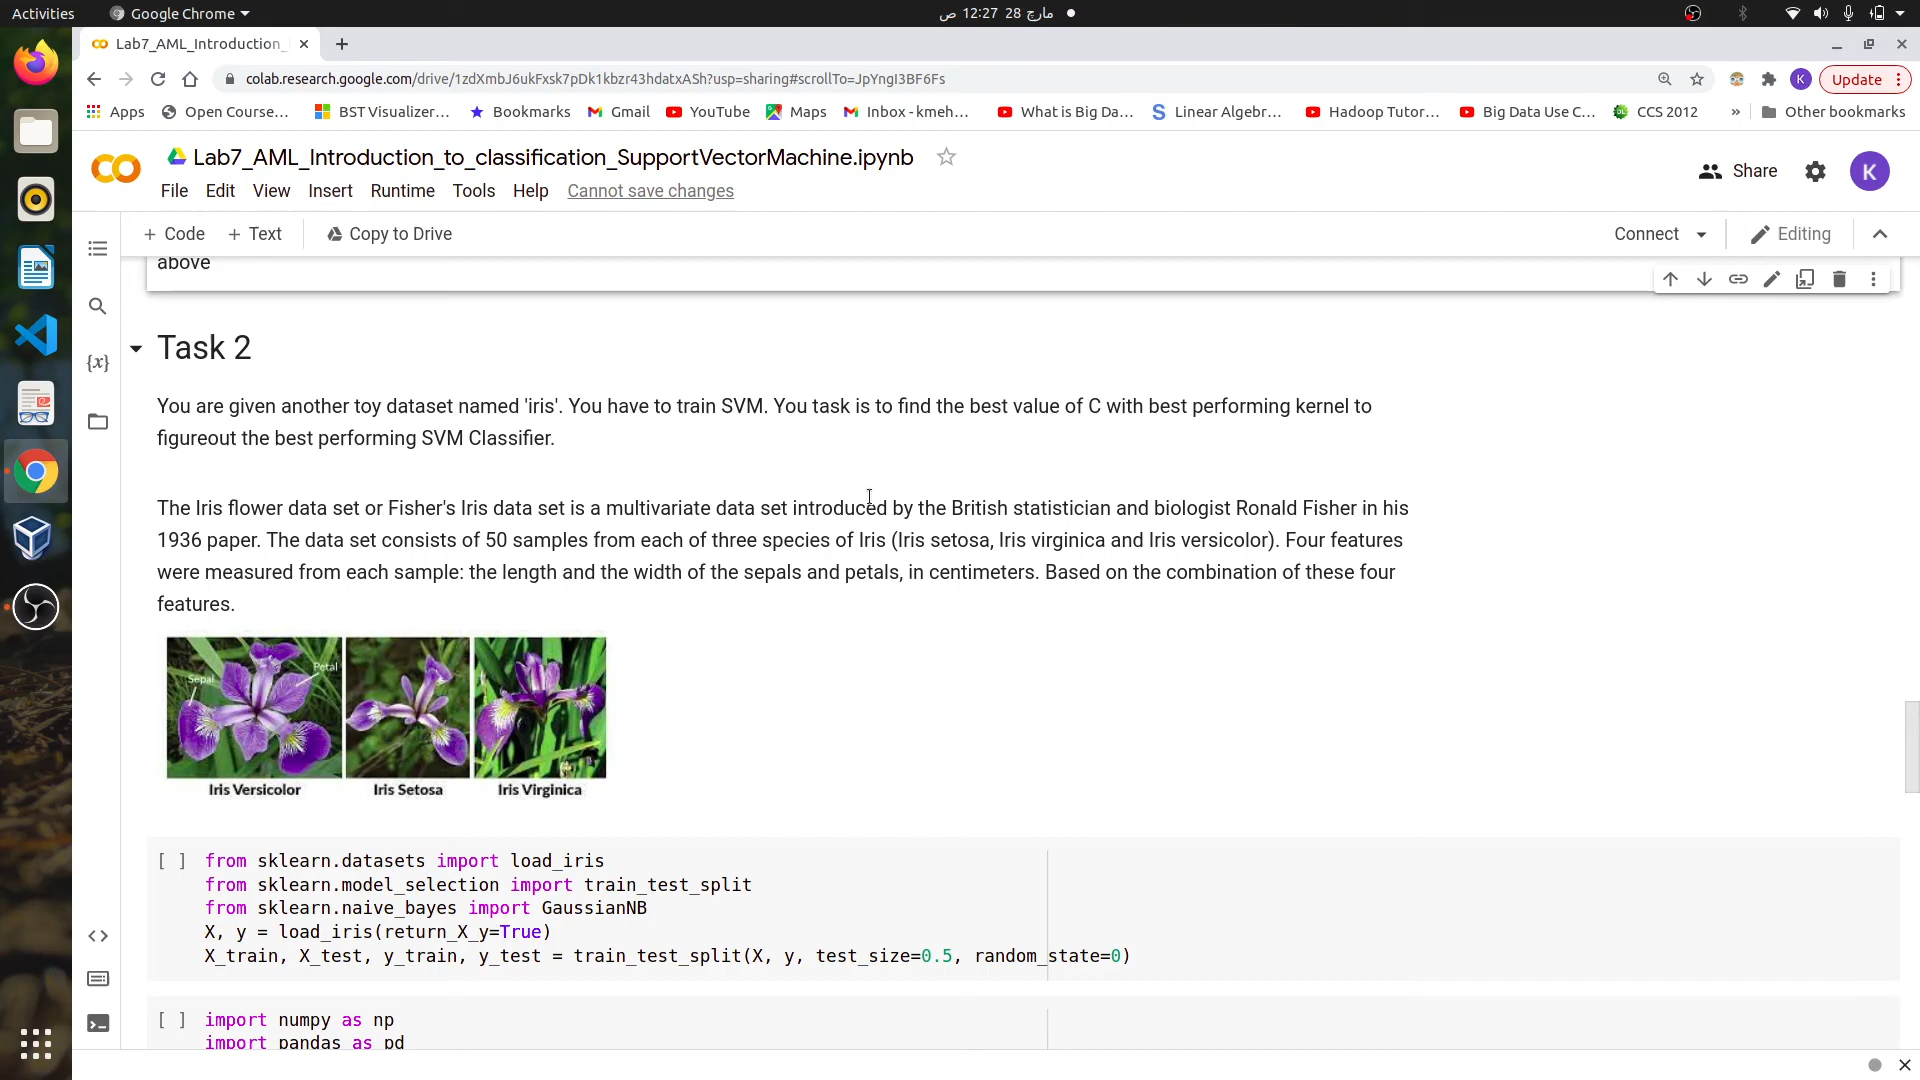 Activities
Google Chrome
مارچ 28  12:27 ص
Lab7_AML_Introduction_
colab.research.google.com/drive/1zdXmbJ6ukFxsk7pDk1kbzr43hdatxASh?usp=sharing#scrollTo=JpYngI3BF6Fs
K
Update
Apps
Open Course...
BST Visualizer...
Bookmarks
Gmail
YouTube
Maps
Inbox - kmeh...
What is Big Da...
Linear Algebr...
Hadoop Tutor...
Big Data Use C...
CCS 2012
»
Other bookmarks
Lab7_AML_Introduction_to_classification_SupportVectorMachine.ipynb
Share
K
File Edit View Insert Runtime Tools Help Cannot save changes
+ Code + Text Copy to Drive
Connect
Editing
above
Task 2
You are given another toy dataset named 'iris'. You have to train SVM. You task is to find the best value of C with best performing kernel to
figureout the best performing SVM Classifier.
The Iris flower data set or Fisher's Iris data set is a multivariate data set introduced by the British statistician and biologist Ronald Fisher in his
1936 paper. The data set consists of 50 samples from each of three species of Iris (Iris setosa, Iris virginica and Iris versicolor). Four features
were measured from each sample: the length and the width of the sepals and petals, in centimeters. Based on the combination of these four
features.
Petal
Sepal
Iris Versicolor
Iris Setosa
Iris Virginica
[ ] from sklearn.datasets import load_iris
from sklearn.model_selection import train_test_split
from sklearn.naive_bayes import GaussianNB
X, y = load_iris(return_X_y=True)
X_train, X_test, y_train, y_test = train_test_split(X, y, test_size=0.5, random_state=0)
[ ] import numpy as np
import pandas as pd